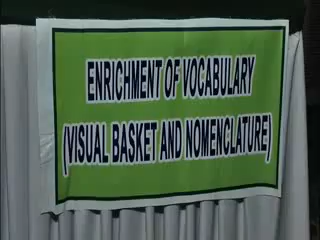 ENRICHMENT OF VOCABULARY
(VISUAL BASKET AND NOMENCLATURE)